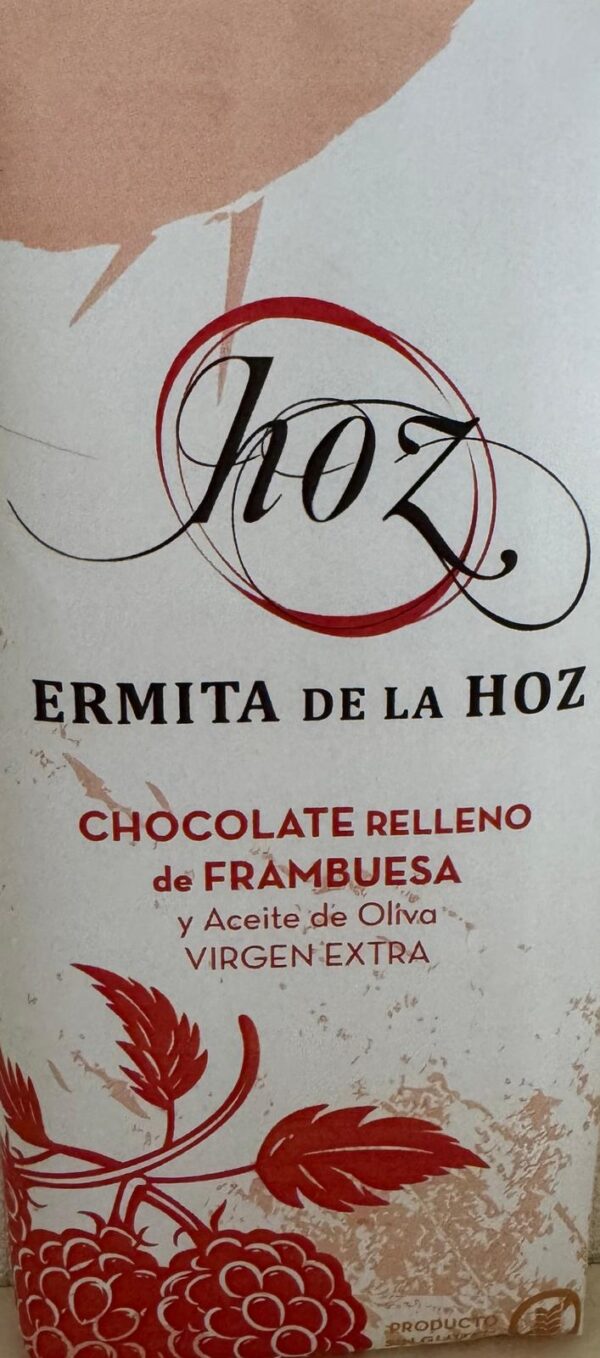 hoz
ERMITA DE LA HOZ
CHOCOLATE RELLENO
de FRAMBUESA
y Aceite de Oliva
VIRGEN EXTRA
PRODUCTO